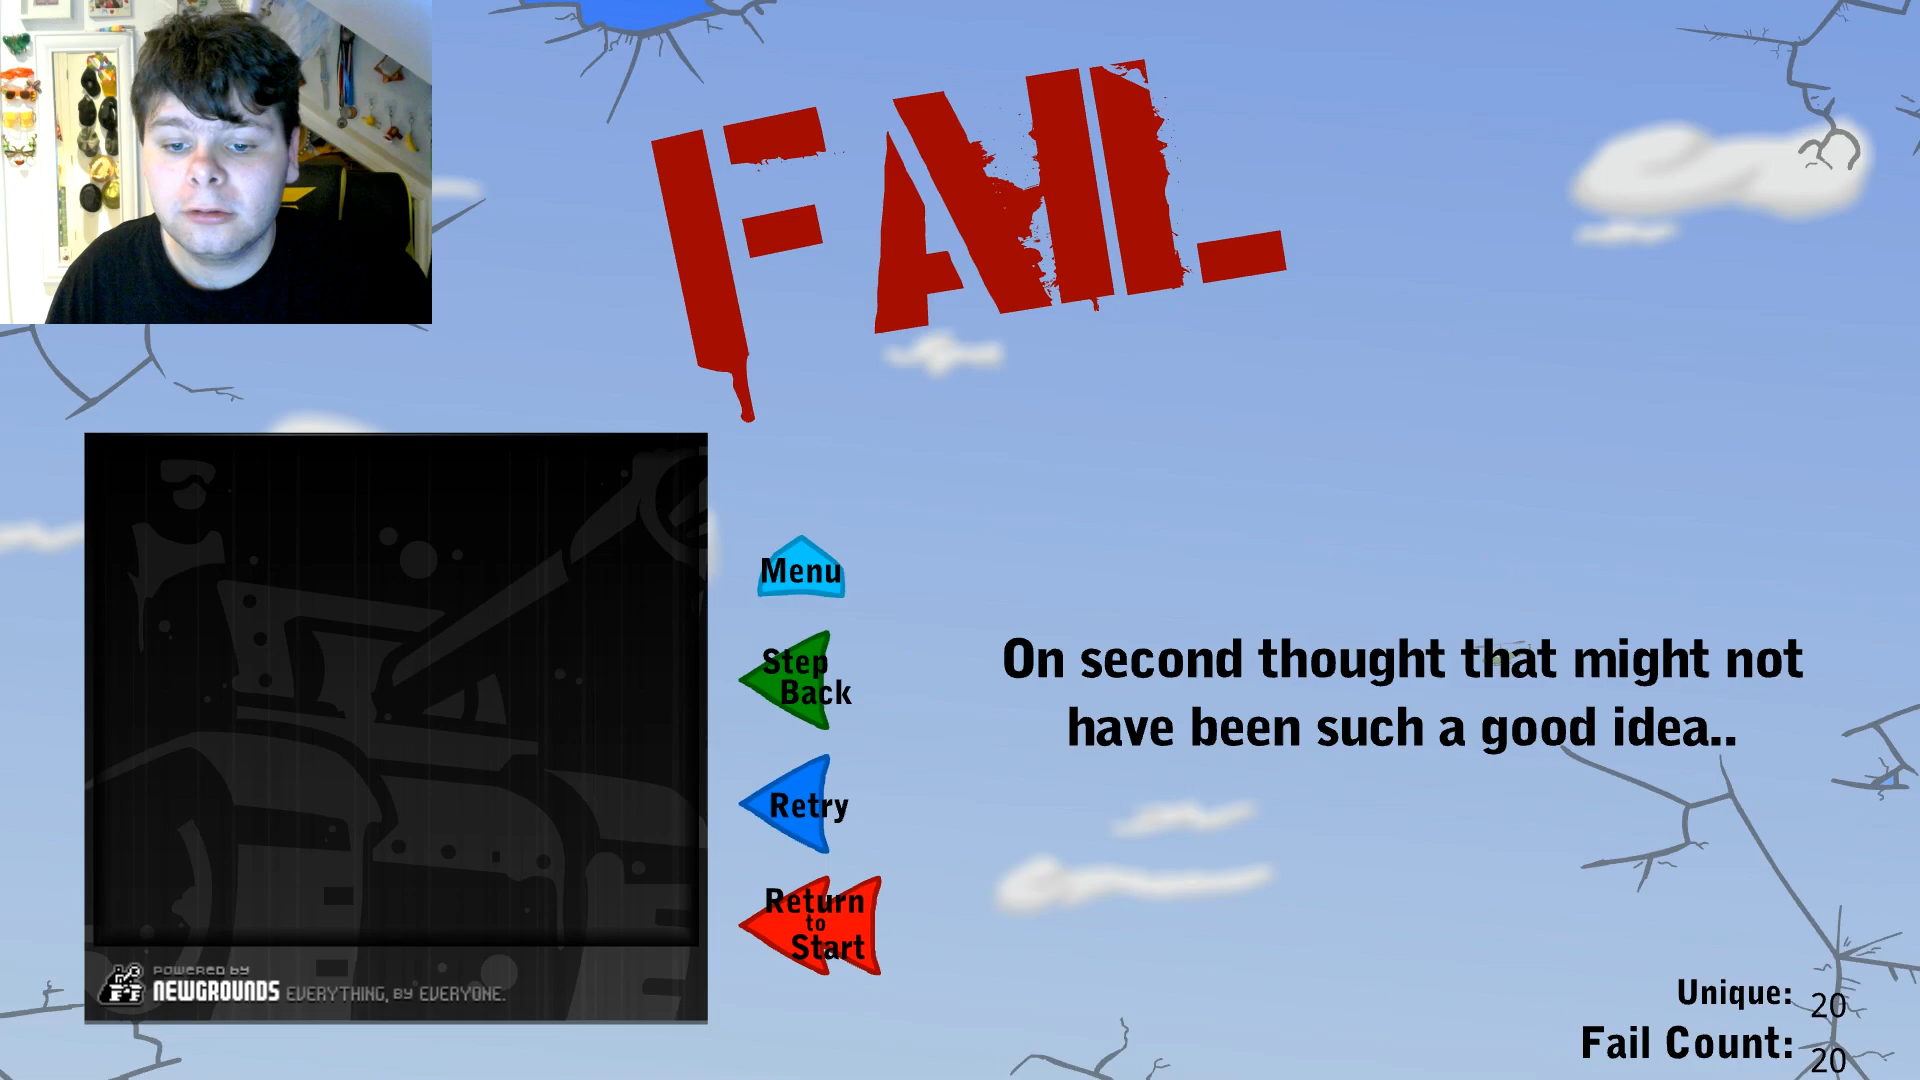 FAIL
Menu
Step
Back
Retry
Return
to
Start
On second thought that might not
have been such a good idea..
POWERED BY
NEWGROUNDS EVERYTHING, BY EVERYONE.
Unique: 20
Fail Count: 20